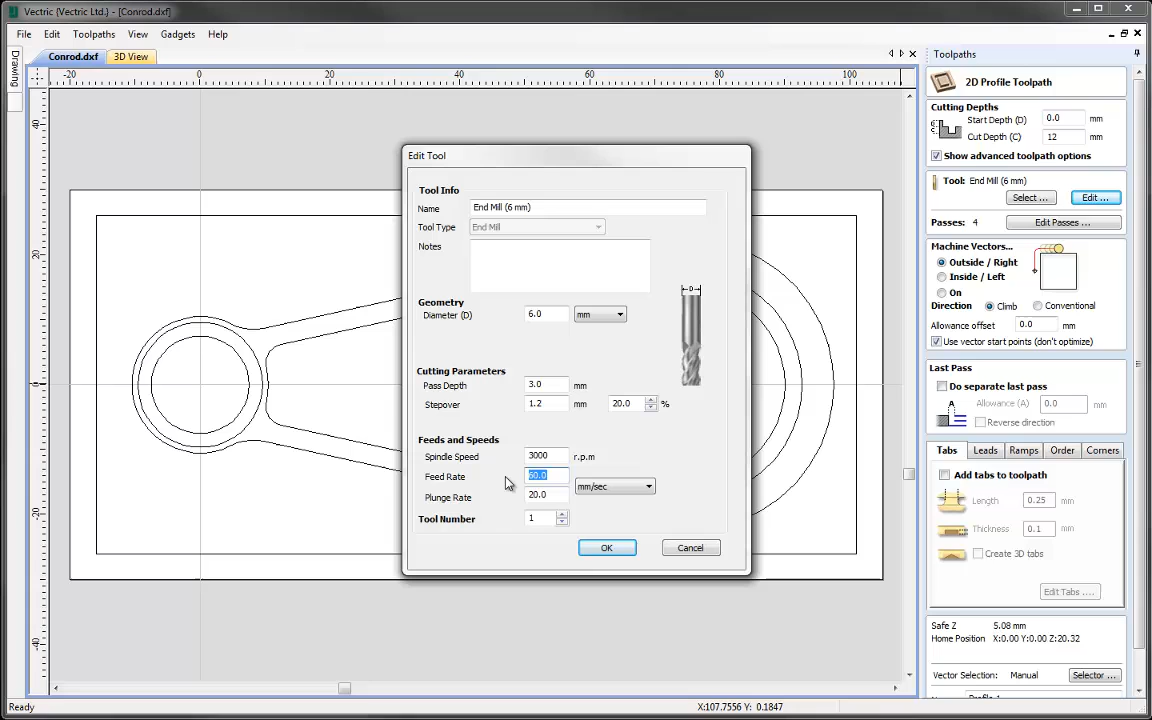 Vectric {Vectric Ltd.} - [Conrod.dxf]
File Edit Toolpaths View Gadgets Help
Conrod.dxf 3D View
Drawing
-20 0 20 40 60 80 100
40
20
0
-20
-40
Edit Tool
Tool Info
Name End Mill (6 mm)
Tool Type End Mill
Notes
D
Geometry
Diameter (D) 6.0 mm
Cutting Parameters
Pass Depth 3.0 mm
Stepover 1.2 mm 20.0 %
Feeds and Speeds
Spindle Speed 3000 r.p.m
Feed Rate 60.0
mm/sec
Plunge Rate 20.0
Tool Number 1
OK Cancel
Toolpaths
2D Profile Toolpath
Cutting Depths
Start Depth (D) 0.0 mm
Cut Depth (C) 12 mm
Show advanced toolpath options
Tool: End Mill (6 mm)
Select ... Edit ...
Passes: 4 Edit Passes ...
Machine Vectors...
Outside / Right
Inside / Left
On
Direction Climb Conventional
Allowance offset 0.0 mm
Use vector start points (don't optimize)
Last Pass
Do separate last pass
A Allowance (A) 0.0 mm
Reverse direction
Tabs Leads Ramps Order Corners
Add tabs to toolpath
Length 0.25 mm
Thickness 0.1 mm
Create 3D tabs
Edit Tabs ....
Safe Z 5.08 mm
Home Position X:0.00 Y:0.00 Z:20.32
Vector Selection: Manual Selector ...
Ready X:107.7556 Y: 0.1847